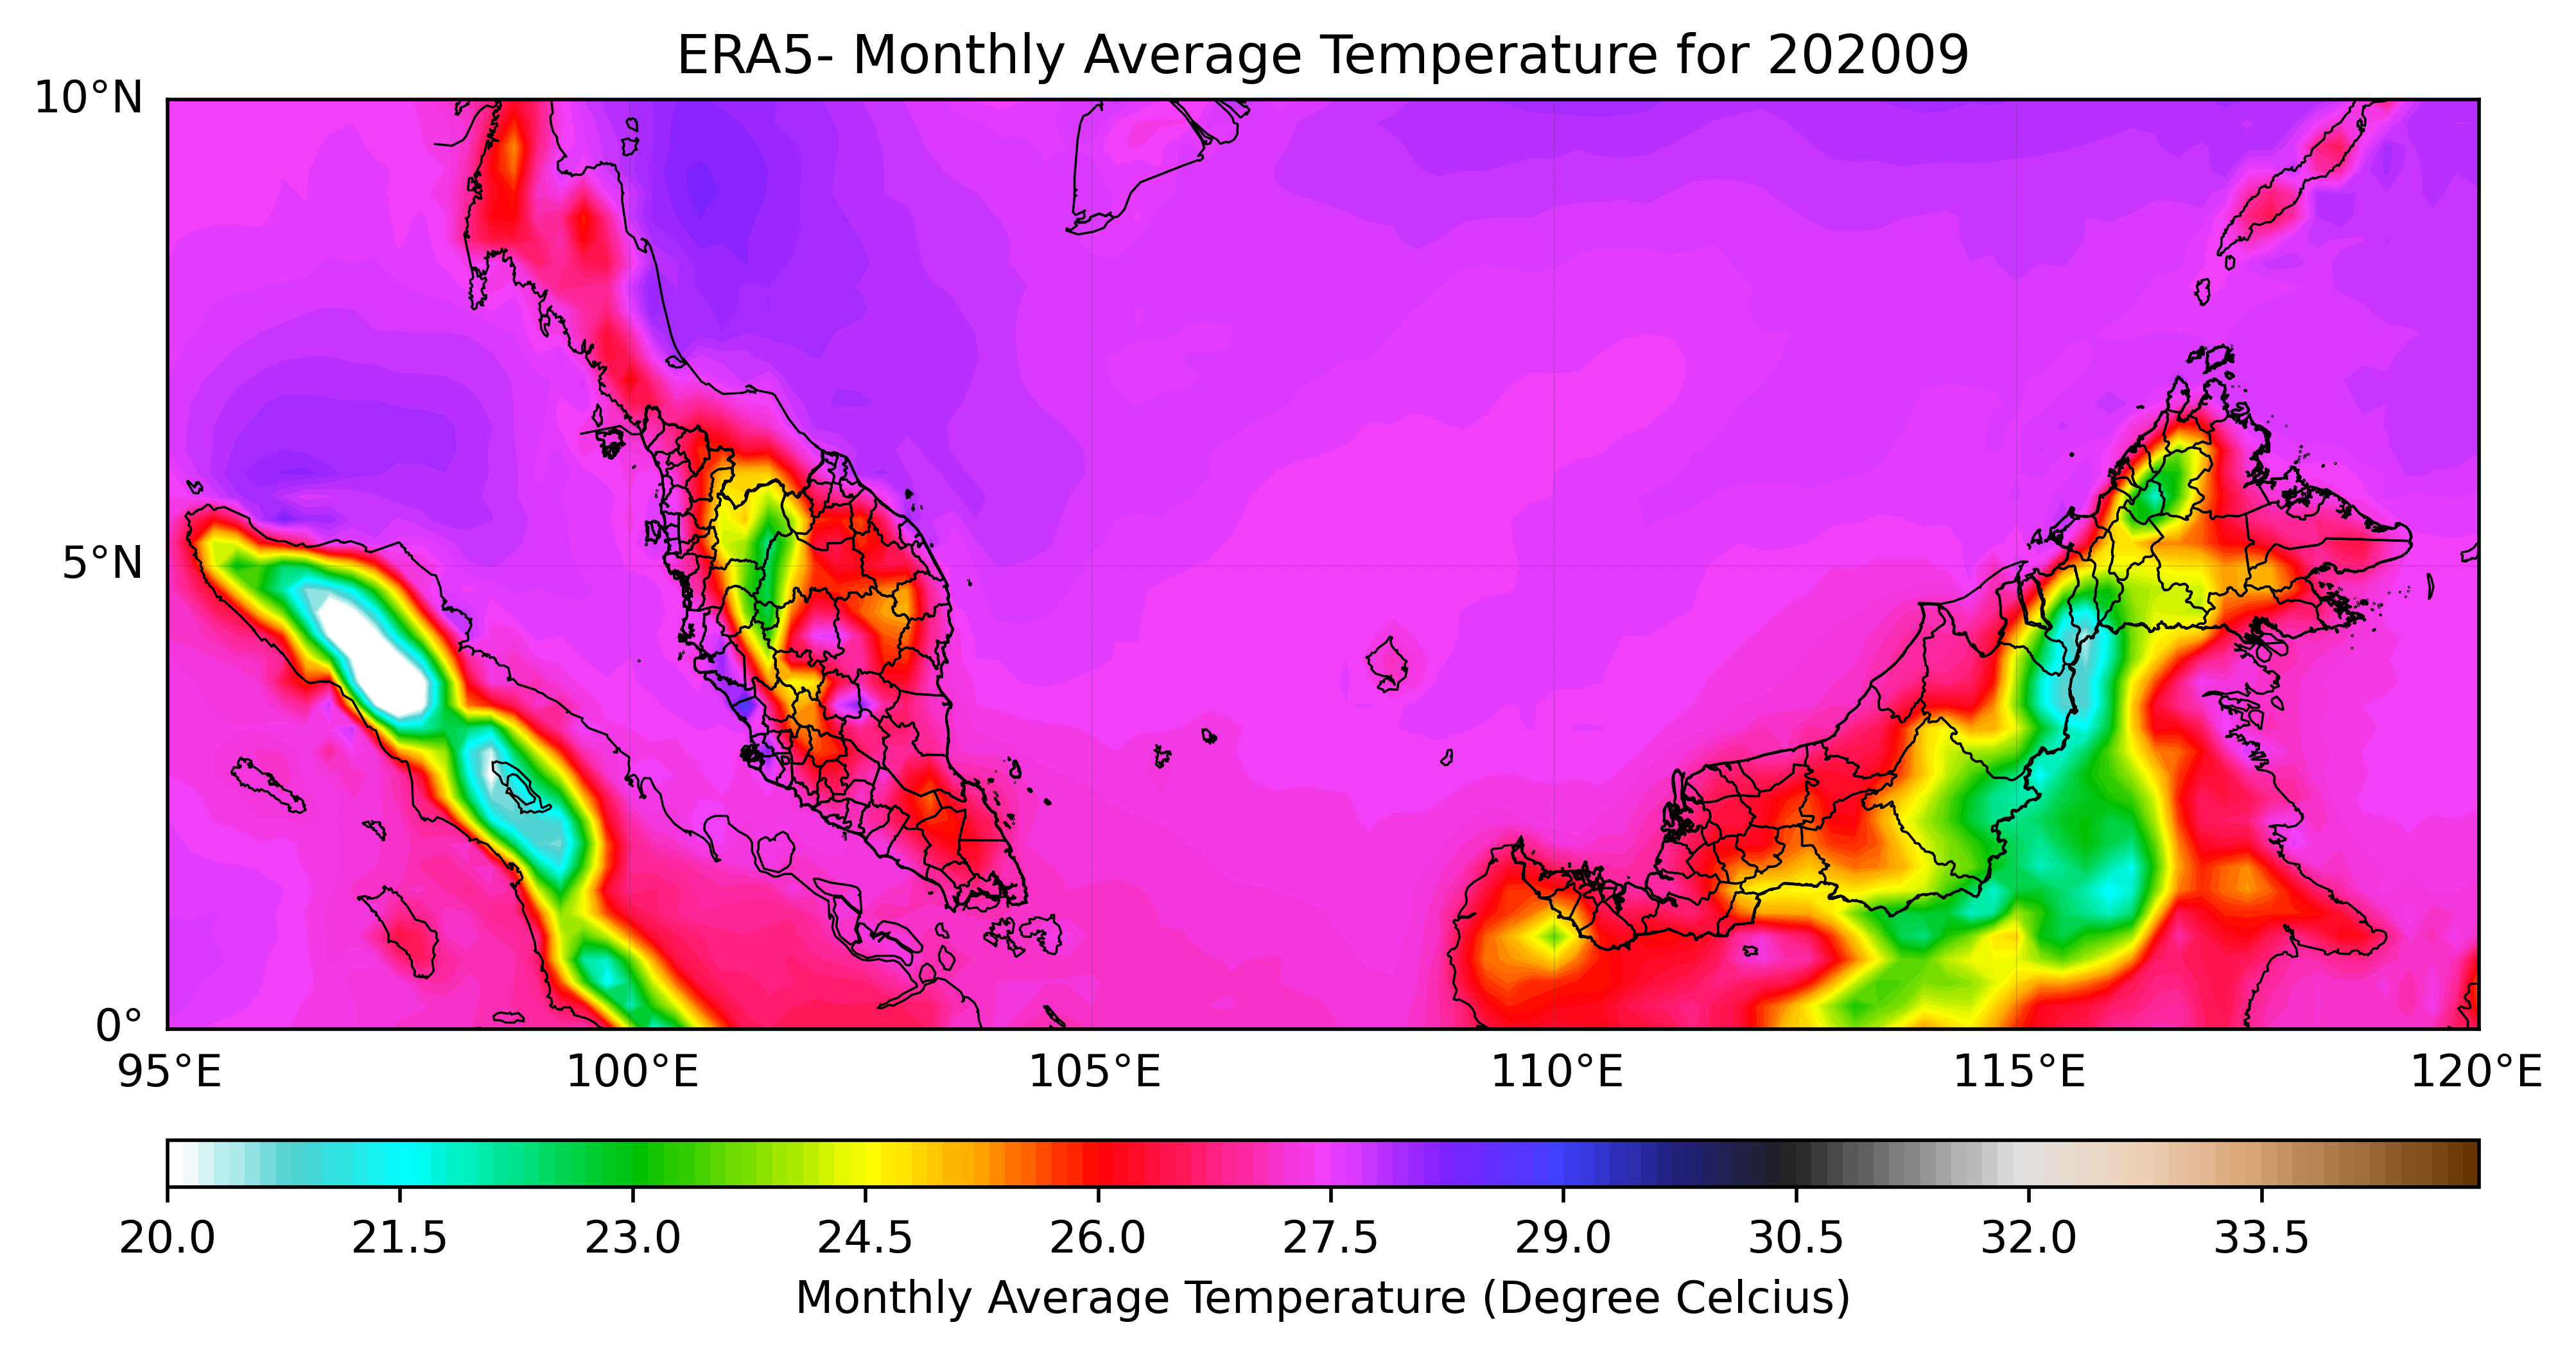 ERA5- Monthly Average Temperature for 202009
10°N
5°N
0°
95°E 100°E 105°E 110°E 115°E 120°E
20.0 21.5 23.0 24.5 26.0 27.5 29.0 30.5 32.0 33.5
Monthly Average Temperature (Degree Celcius)